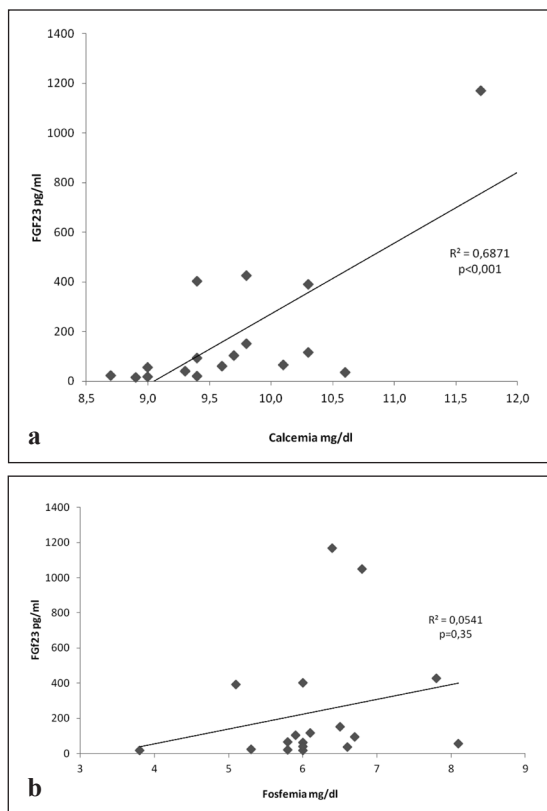 1400
1200
1000
800
600
400
200
0
FGF23 pg/ml
R² = 0,6871
p<0,001
8,5 9,0 9,5 10,0 10,5 11,0 11,5 12,0
Calcemia mg/dl
a
1400
1200
1000
800
600
400
200
0
FGf23 pg/ml
R² = 0,0541
p=0,35
3 4 5 6 7 8 9
Fosfemia mg/dl
b